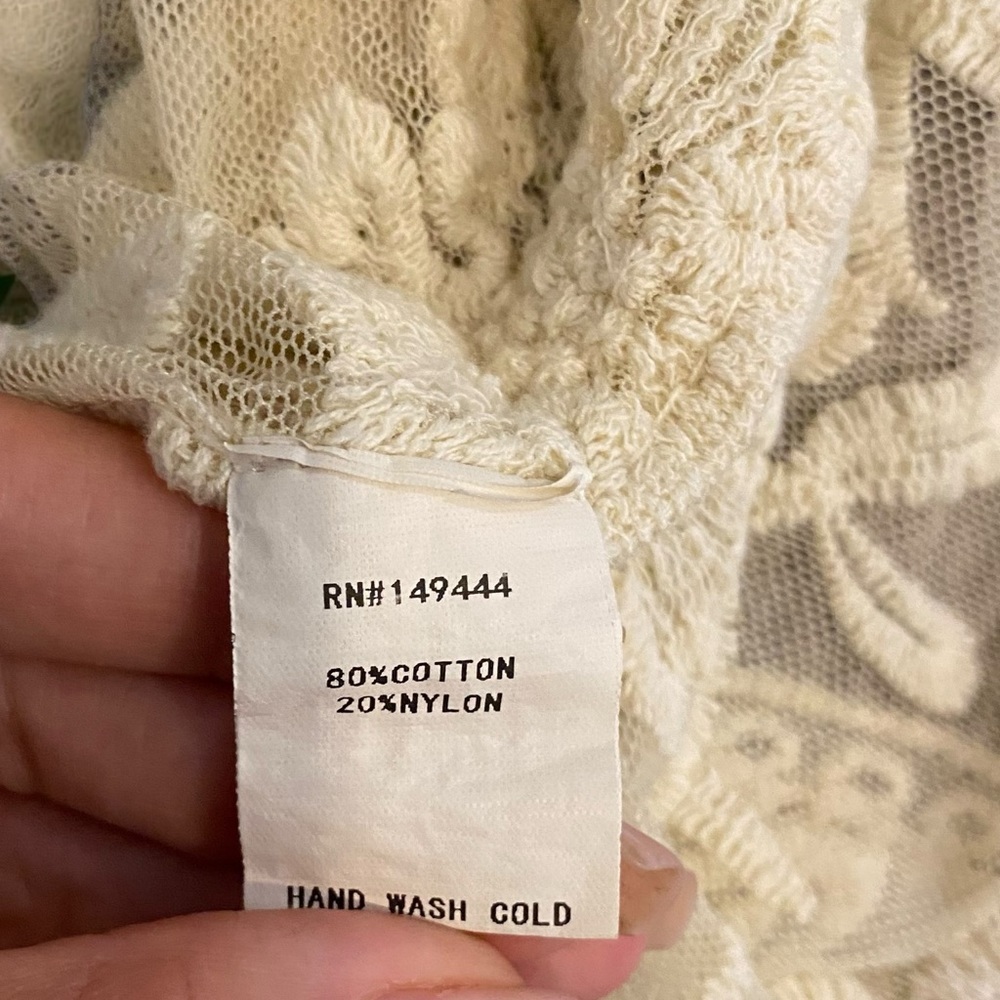 RN#149444
80%COTTON
20%NYLON
HAND WASH COLD